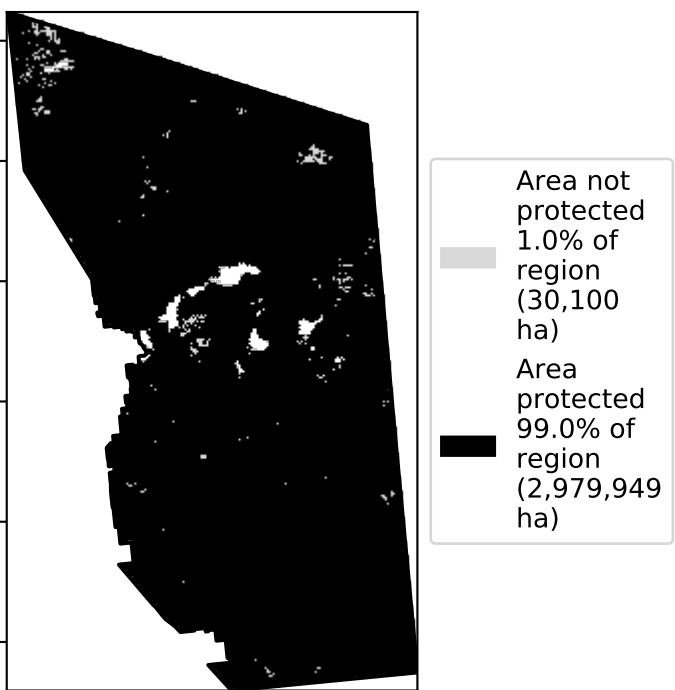 Area not
protected
1.0% of
region
(30,100
ha)
Area
protected
99.0% of
region
(2,979,949
ha)